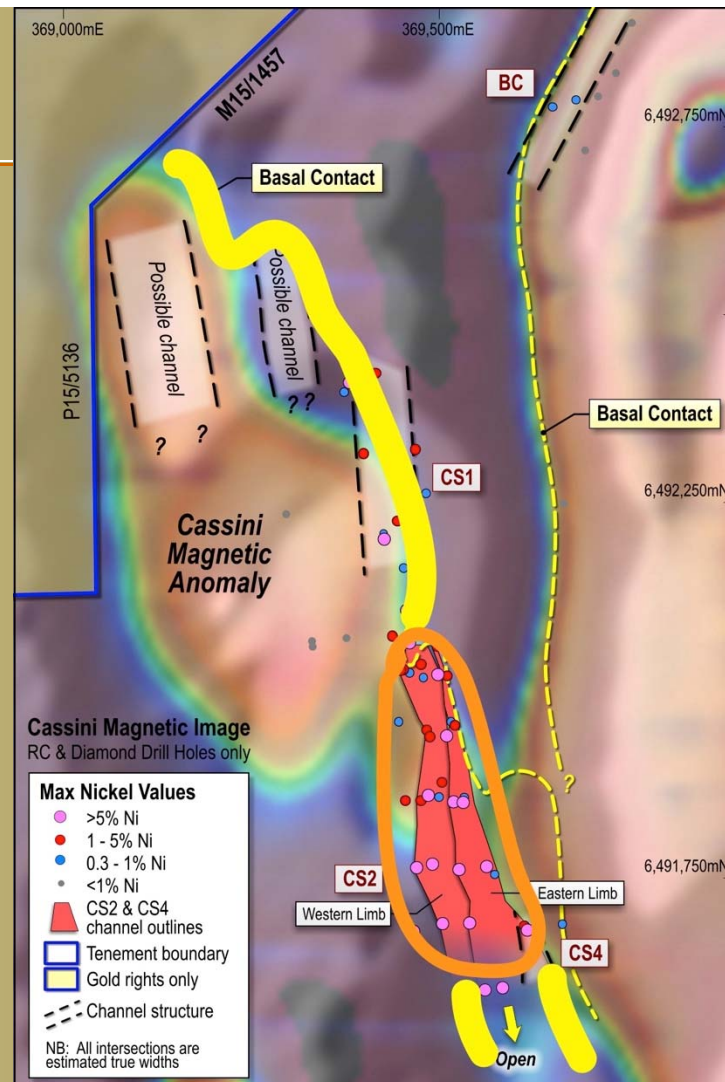 369,000mE
369,500mE
M15/1457
BC
6,492,750mN
Basal Contact
Possible channel
? ?
Possible channel
? ?
P15/5136
Basal Contact
CS1
6,492,250mN
Cassini
Magnetic
Anomaly
Cassini Magnetic Image
RC & Diamond Drill Holes only
Max Nickel Values
>5% Ni
1 - 5% Ni
0.3 - 1% Ni
<1% Ni
CS2 & CS4
channel outlines
Tenement boundary
Gold rights only
Channel structure
NB: All intersections are
estimated true widths
?
6,491,750mN
CS2
Eastern Limb
Western Limb
CS4
Open